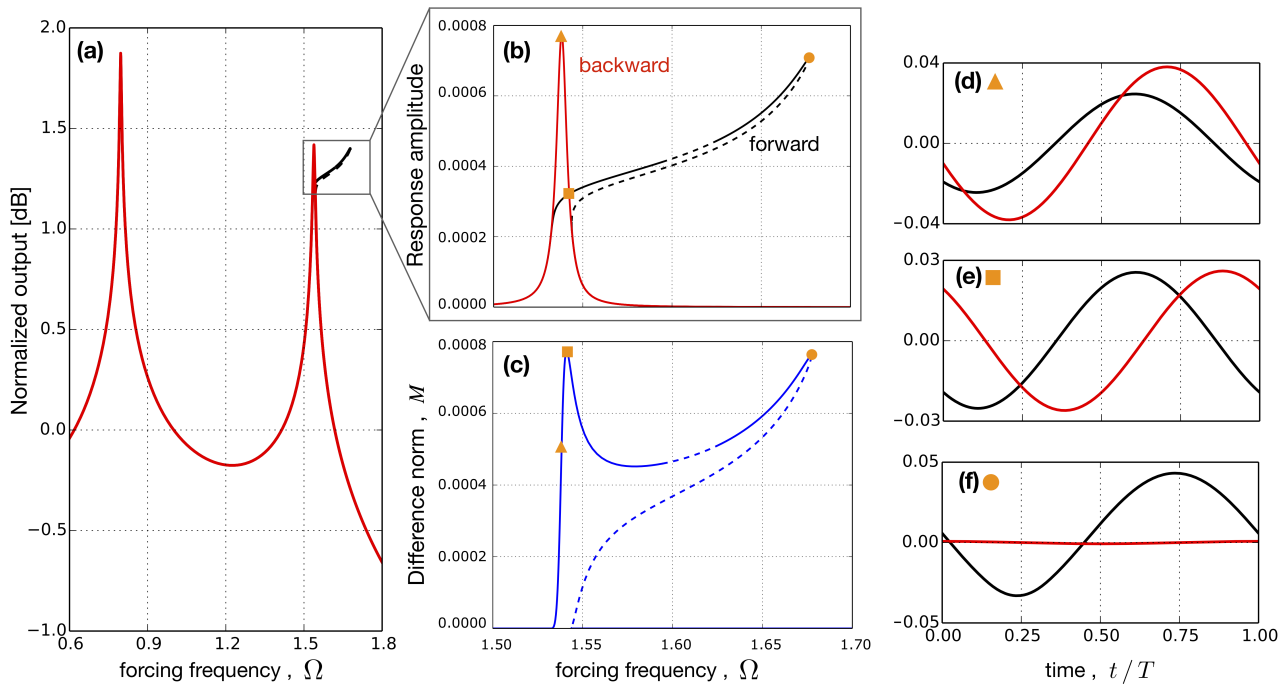 (a)
Normalized output [dB]
2.0
1.5
1.0
0.5
0.0
−0.5
−1.0
0.6 0.9 1.2 1.5 1.8
forcing frequency , Ω
(b)
backward
forward
Response amplitude
0.0008
0.0006
0.0004
0.0002
0.0000
(c)
Difference norm , M
0.0008
0.0006
0.0004
0.0002
0.0000
1.50 1.55 1.60 1.65 1.70
forcing frequency , Ω
(d)
0.04
0.00
−0.04
(e)
0.03
0.00
−0.03
(f)
0.05
0.00
−0.05
0.00 0.25 0.50 0.75 1.00
time , t / T